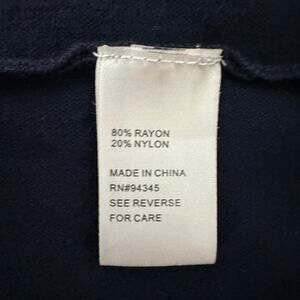 80% RAYON
20% NYLON
MADE IN CHINA
RN#94345
SEE REVERSE
FOR CARE